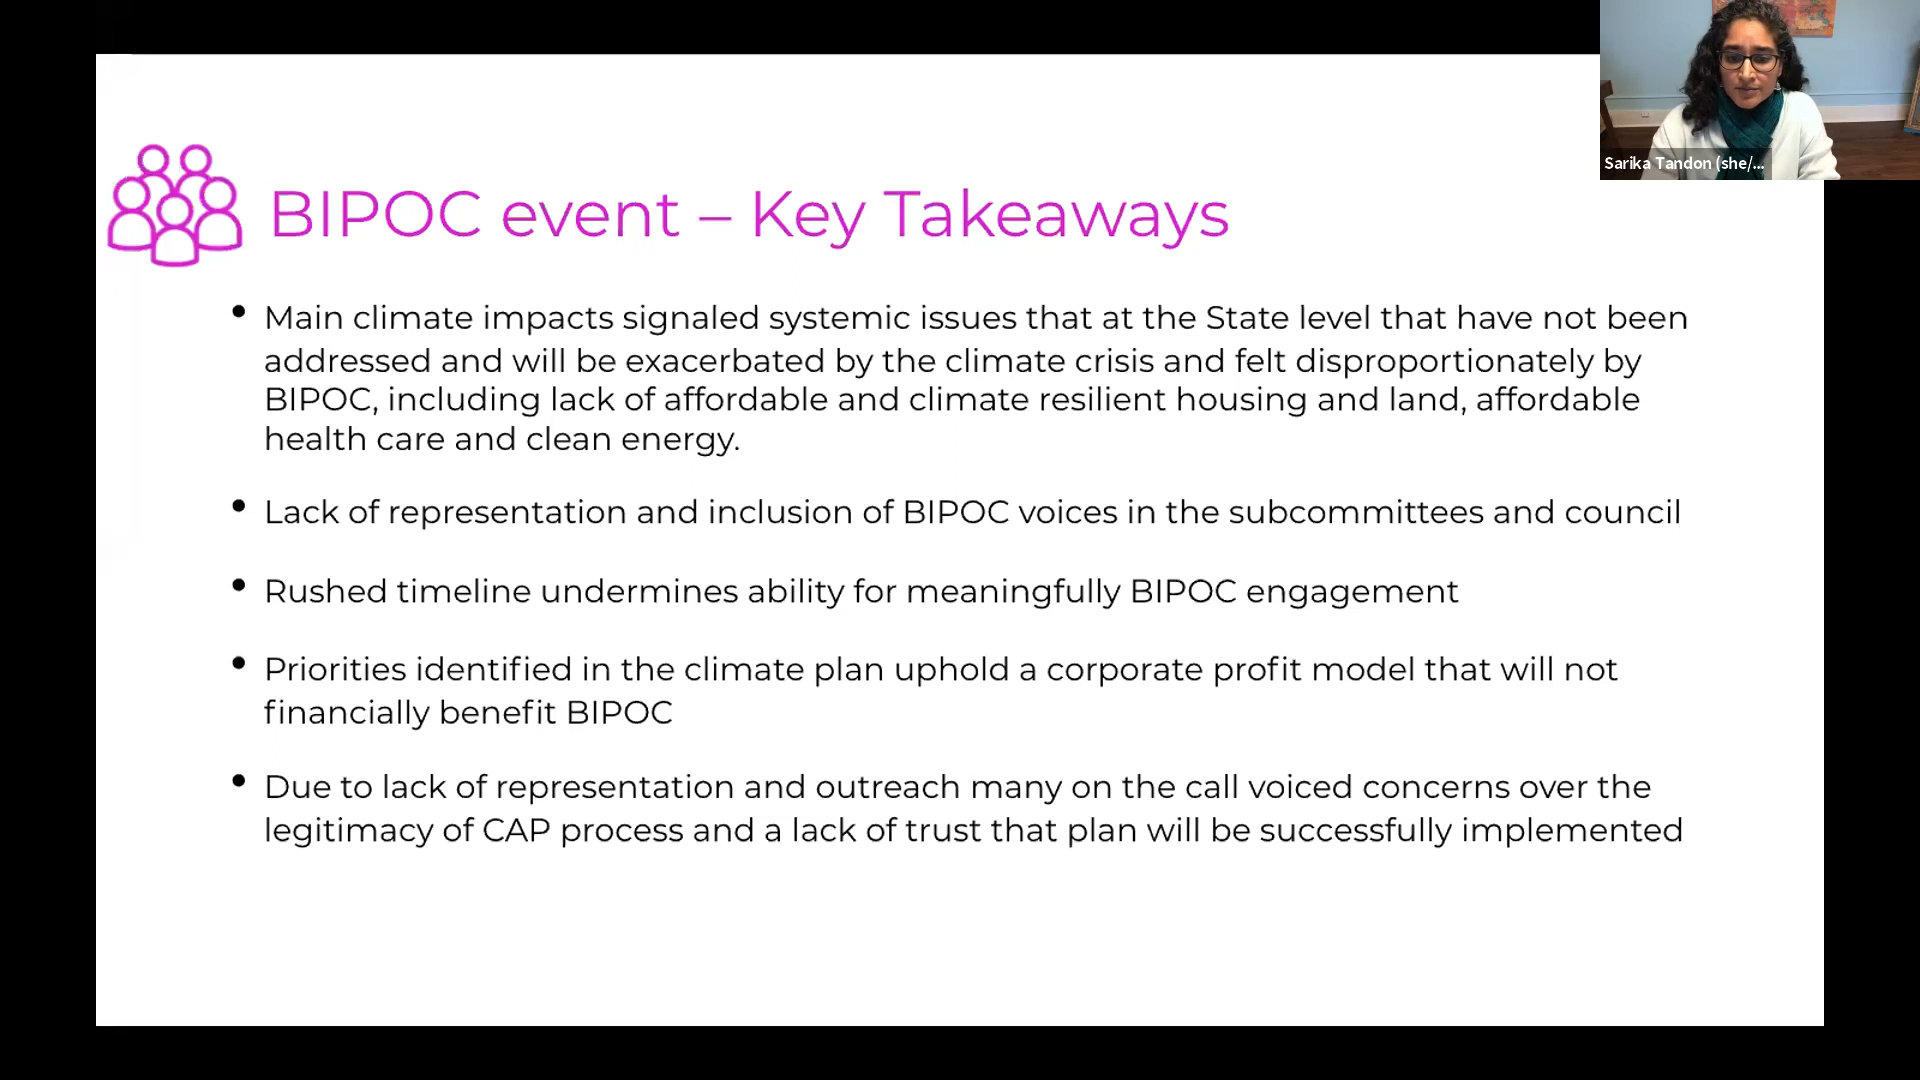 Sarika Tandon (she/...
BIPOC event – Key Takeaways
• Main climate impacts signaled systemic issues that at the State level that have not been
addressed and will be exacerbated by the climate crisis and felt disproportionately by
BIPOC, including lack of affordable and climate resilient housing and land, affordable
health care and clean energy.
• Lack of representation and inclusion of BIPOC voices in the subcommittees and council
• Rushed timeline undermines ability for meaningfully BIPOC engagement
• Priorities identified in the climate plan uphold a corporate profit model that will not
financially benefit BIPOC
• Due to lack of representation and outreach many on the call voiced concerns over the
legitimacy of CAP process and a lack of trust that plan will be successfully implemented